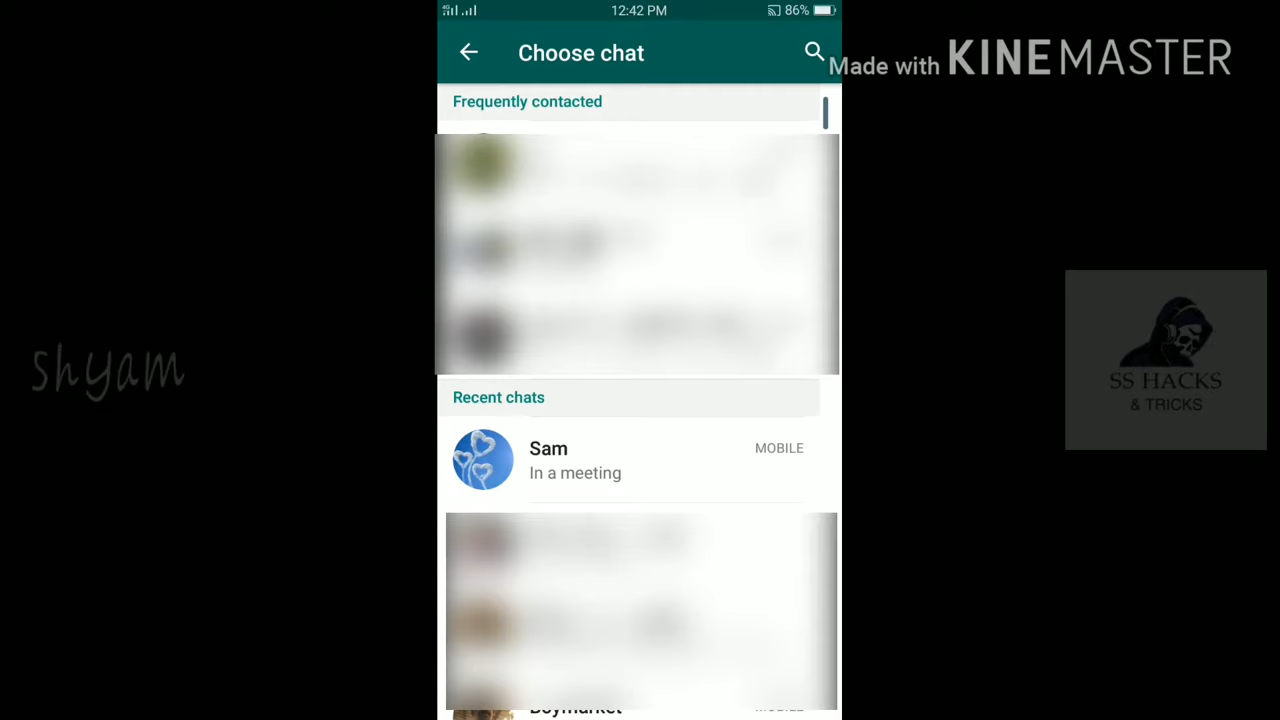 4G 12:42 PM 86%
Choose chat
Made with KINEMASTER
Frequently contacted
Recent chats
Sam MOBILE
In a meeting
shyam
SS HACKS
& TRICKS